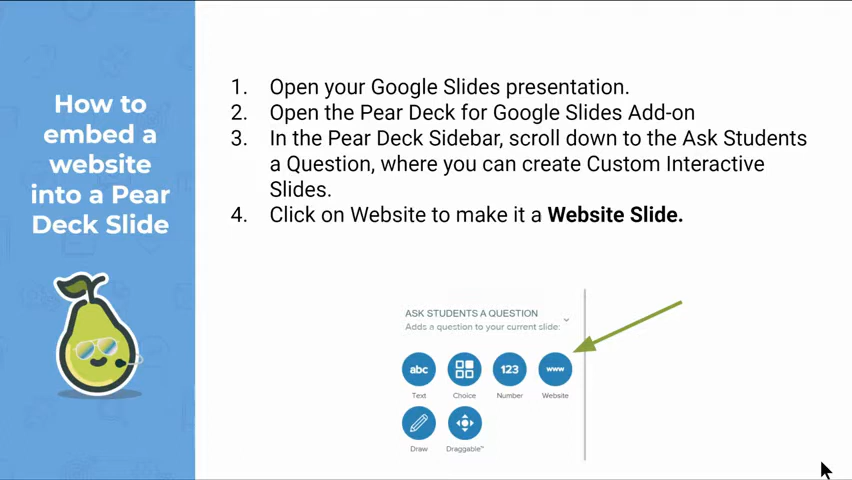 How to
embed a
website
into a Pear
Deck Slide
1. Open your Google Slides presentation.
2. Open the Pear Deck for Google Slides Add-on
3. In the Pear Deck Sidebar, scroll down to the Ask Students
a Question, where you can create Custom Interactive
Slides.
4. Click on Website to make it a Website Slide.
ASK STUDENTS A QUESTION
Adds a question to your current slide:
abc 123 www
Text Choice Number Website
Draw Draggable™